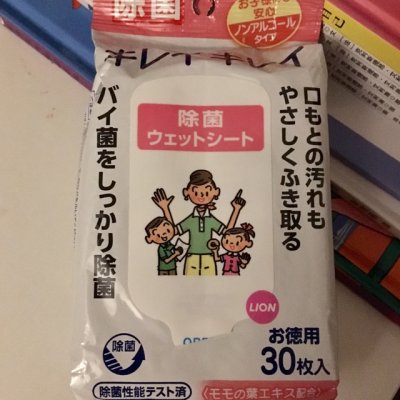 除菌
お子様にも
安心
ノンアルコール
タイプ
キレイキレイ
除菌
ウェットシート
口もとの汚れも
やさしくふき取る
バイ菌をしっかり除菌
LION
除菌
お徳用
30枚入
除菌性能テスト済
〈モモの葉エキス配合〉